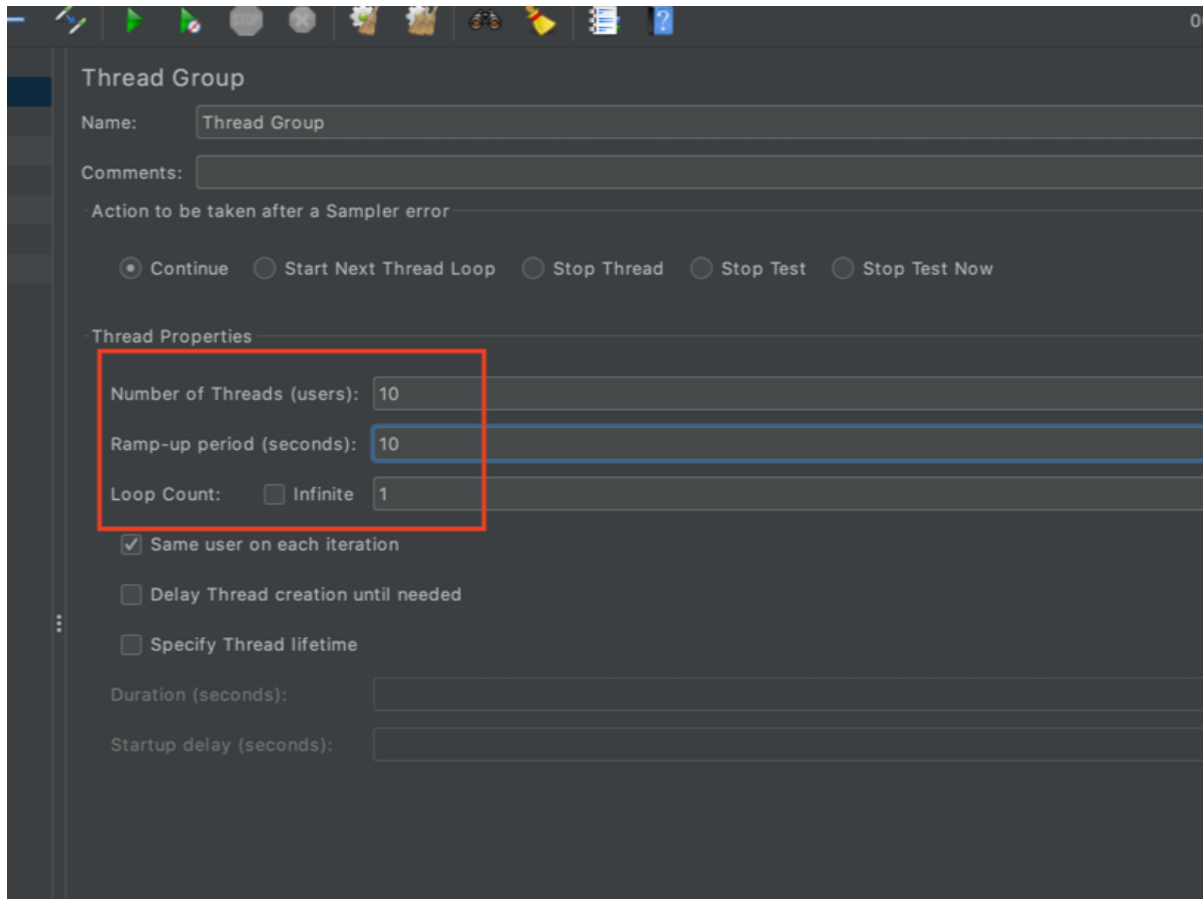 STOP
?
0
Thread Group
Name: Thread Group
Comments:
Action to be taken after a Sampler error
Continue Start Next Thread Loop Stop Thread Stop Test Stop Test Now
Thread Properties
Number of Threads (users): 10
Ramp-up period (seconds): 10
Loop Count: Infinite 1
Same user on each iteration
Delay Thread creation until needed
Specify Thread lifetime
Duration (seconds):
Startup delay (seconds):